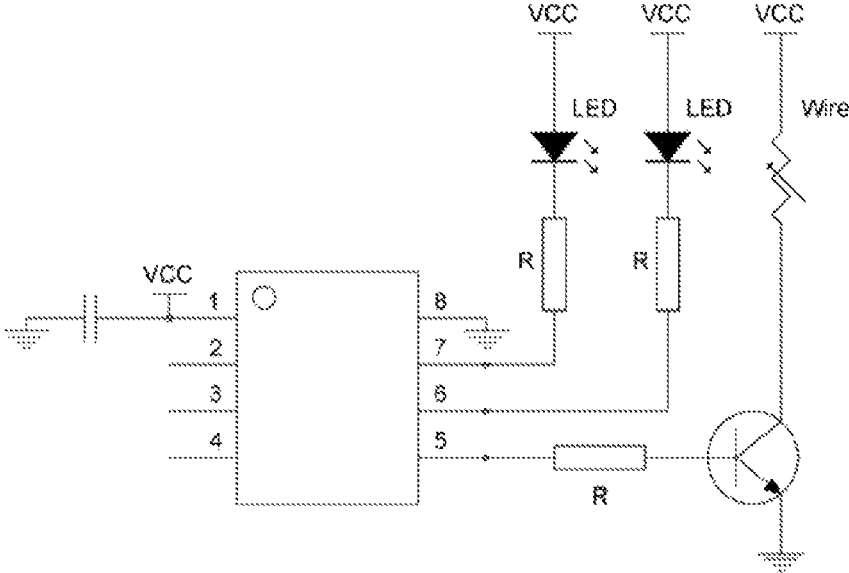 VCC VCC VCC
LED LED Wire
R R
VCC
1 8
2 7
3 6
4 5
R